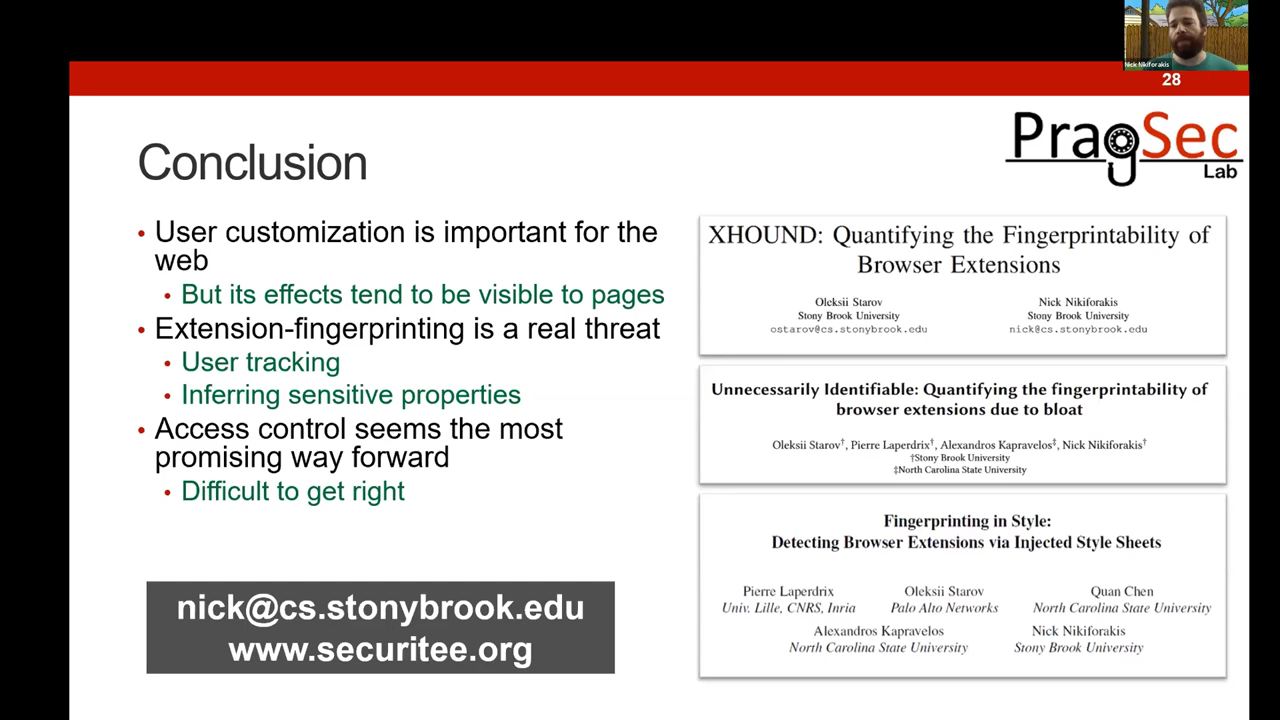 Nick Nikiforakis
28
PragSec
Lab
Conclusion
• User customization is important for the
web
• But its effects tend to be visible to pages
• Extension-fingerprinting is a real threat
• User tracking
• Inferring sensitive properties
• Access control seems the most
promising way forward
• Difficult to get right
nick@cs.stonybrook.edu
www.securitee.org
XHOUND: Quantifying the Fingerprintability of
Browser Extensions
Oleksii Starov
Stony Brook University
ostarov@cs.stonybrook.edu
Nick Nikiforakis
Stony Brook University
nick@cs.stonybrook.edu
Unnecessarily Identifiable: Quantifying the fingerprintability of
browser extensions due to bloat
Oleksii Starov†, Pierre Laperdrix†, Alexandros Kapravelos‡, Nick Nikiforakis†
†Stony Brook University
‡North Carolina State University
Fingerprinting in Style:
Detecting Browser Extensions via Injected Style Sheets
Pierre Laperdrix
Univ. Lille, CNRS, Inria
Oleksii Starov
Palo Alto Networks
Quan Chen
North Carolina State University
Alexandros Kapravelos
North Carolina State University
Nick Nikiforakis
Stony Brook University